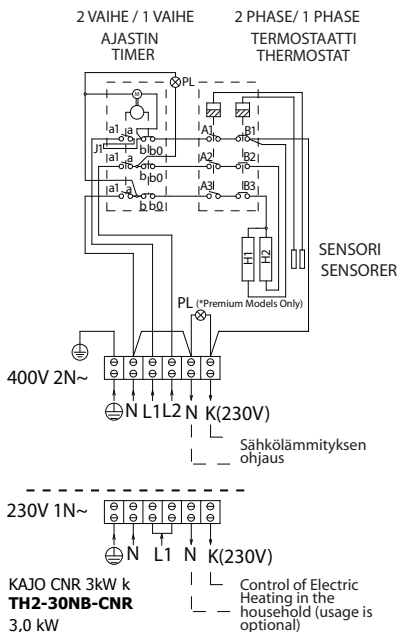 2 VAIHE / 1 VAIHE
2 PHASE/ 1 PHASE
AJASTIN
TIMER
TERMOSTAATTI
THERMOSTAT
M
PL
a1 a b b0
A1 B1
J1
a1 a b b0
A2 B2
a1 a b b0
A3 B3
H1
H2
SENSORI
SENSORER
PL (*Premium Models Only)
400V 2N~
N L1 L2 N K(230V)
Sähkölämmityksen
ohjaus
230V 1N~
N L1 N K(230V)
KAJO CNR 3kW k
TH2-30NB-CNR
3,0 kW
Control of Electric
Heating in the
household (usage is
optional)